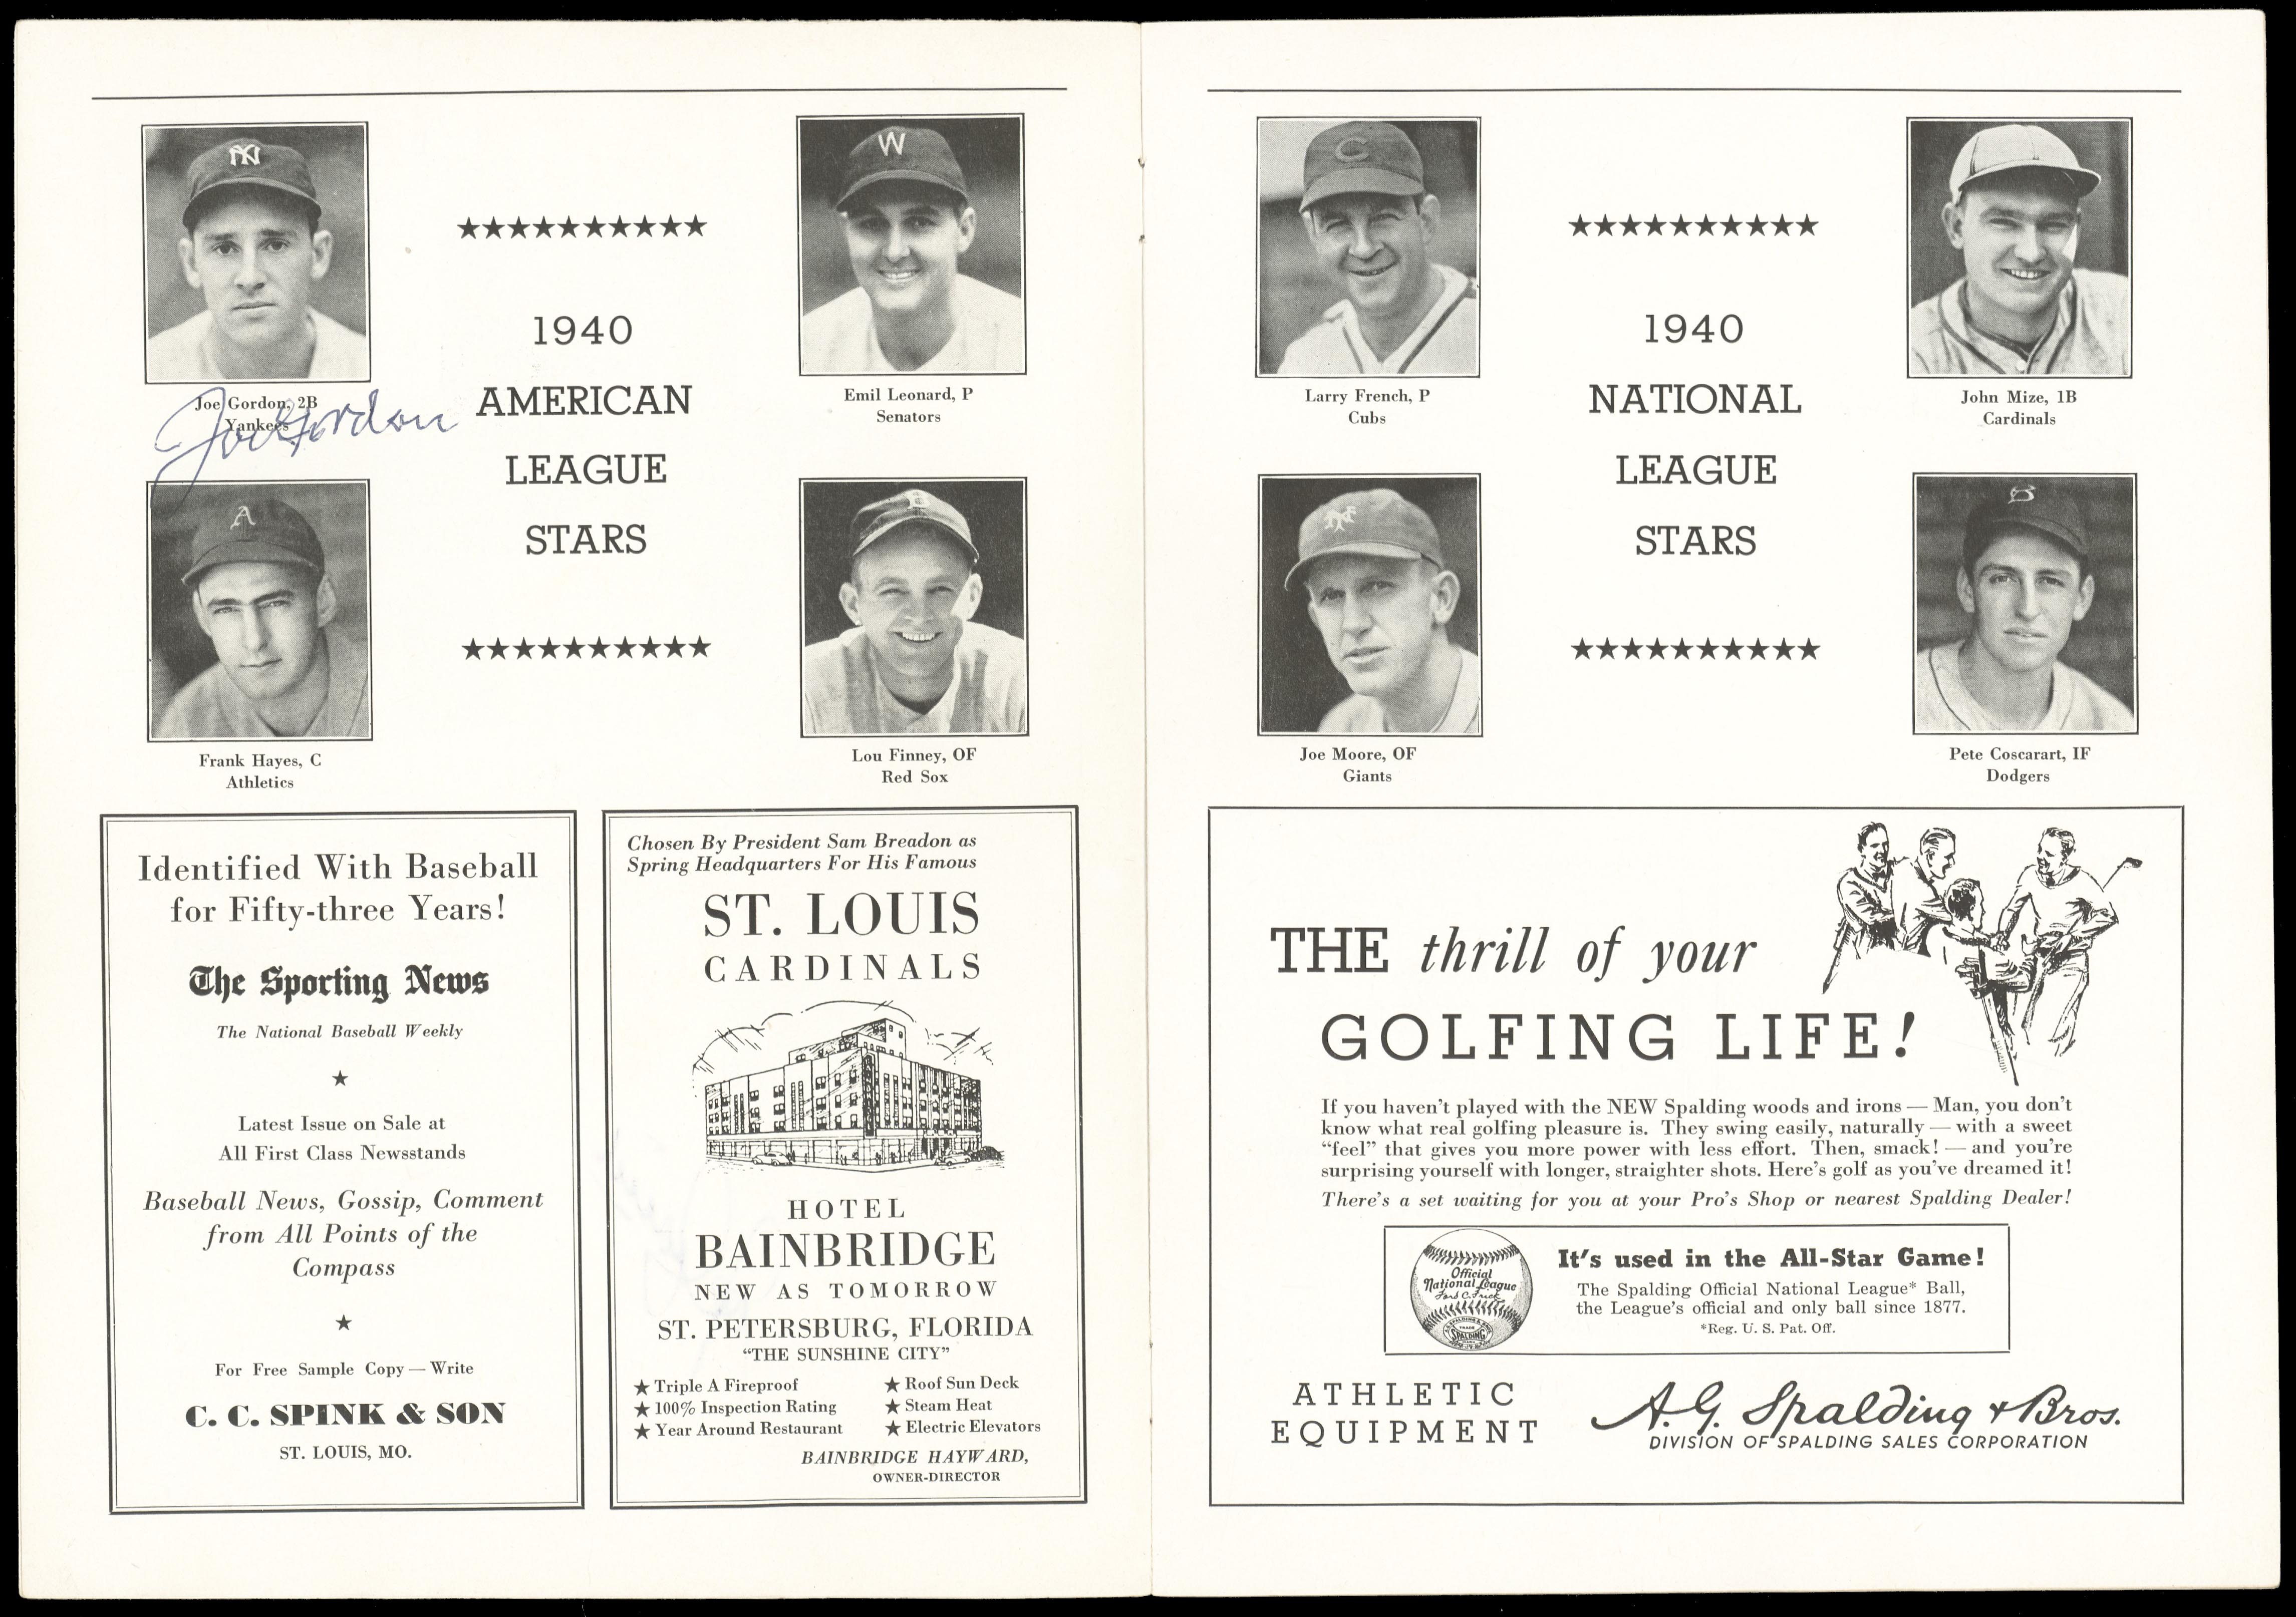 NY
Joe Gordon, 2B
Yankees
Joe Gordon
W
Emil Leonard, P
Senators
★★★★★★★★★★
1940
AMERICAN
LEAGUE
STARS
★★★★★★★★★★
A
Frank Hayes, C
Athletics
B
Lou Finney, OF
Red Sox
Identified With Baseball
for Fifty-three Years!
The Sporting News
The National Baseball Weekly
★
Latest Issue on Sale at
All First Class Newsstands
Baseball News, Gossip, Comment
from All Points of the
Compass
★
For Free Sample Copy — Write
C. C. SPINK & SON
ST. LOUIS, MO.
Chosen By President Sam Breadon as
Spring Headquarters For His Famous
ST. LOUIS
CARDINALS
HOTEL
BAINBRIDGE
NEW AS TOMORROW
ST. PETERSBURG, FLORIDA
"THE SUNSHINE CITY"
★ Triple A Fireproof
★ 100% Inspection Rating
★ Year Around Restaurant
★ Roof Sun Deck
★ Steam Heat
★ Electric Elevators
BAINBRIDGE HAYWARD,
OWNER-DIRECTOR
C
Larry French, P
Cubs
★★★★★★★★★★
1940
NATIONAL
LEAGUE
STARS
★★★★★★★★★★
John Mize, 1B
Cardinals
NY
Joe Moore, OF
Giants
B
Pete Coscarart, IF
Dodgers
THE thrill of your
GOLFING LIFE!
If you haven't played with the NEW Spalding woods and irons — Man, you don't
know what real golfing pleasure is. They swing easily, naturally — with a sweet
"feel" that gives you more power with less effort. Then, smack! — and you're
surprising yourself with longer, straighter shots. Here's golf as you've dreamed it!
There's a set waiting for you at your Pro's Shop or nearest Spalding Dealer!
Official
National League
Ford C. Frick
SPALDING
It's used in the All-Star Game!
The Spalding Official National League* Ball,
the League's official and only ball since 1877.
*Reg. U. S. Pat. Off.
ATHLETIC
EQUIPMENT
A. G. Spalding & Bros.
DIVISION OF SPALDING SALES CORPORATION